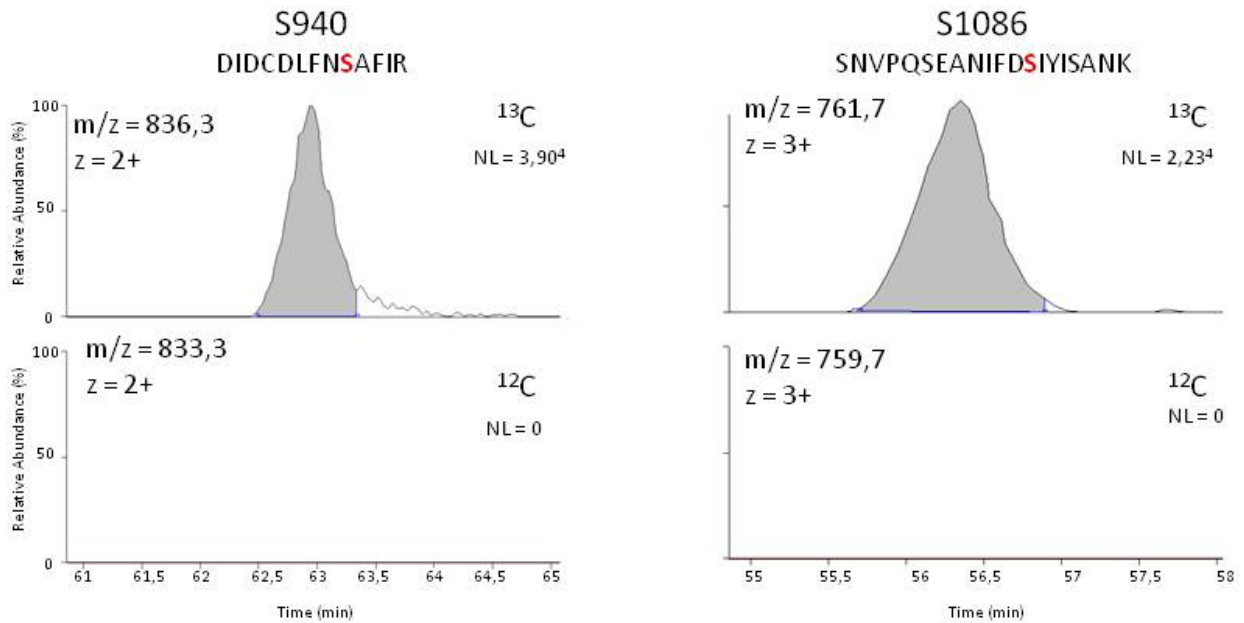 S940
DIDCDLFNSAFIR
100
50
0
Relative Abundance (%)
m/z = 836,3
z = 2+
13C
NL = 3,90⁴
100
50
0
Relative Abundance (%)
m/z = 833,3
z = 2+
12C
NL = 0
61 61,5 62 62,5 63 63,5 64 64,5 65
Time (min)
S1086
SNVPQSEANIFDSIYISANK
m/z = 761,7
z = 3+
13C
NL = 2,23⁴
m/z = 759,7
z = 3+
12C
NL = 0
55 55,5 56 56,5 57 57,5 58
Time (min)